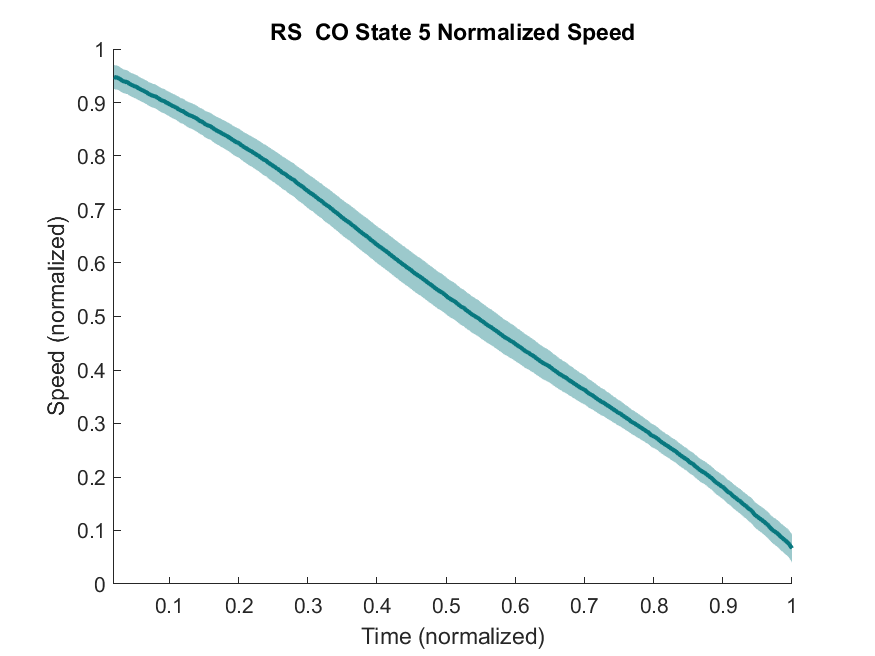 RS  CO State 5 Normalized Speed
1
0.9
0.8
0.7
0.6
0.5
0.4
0.3
0.2
0.1
0
Speed (normalized)
0.1 0.2 0.3 0.4 0.5 0.6 0.7 0.8 0.9 1
Time (normalized)